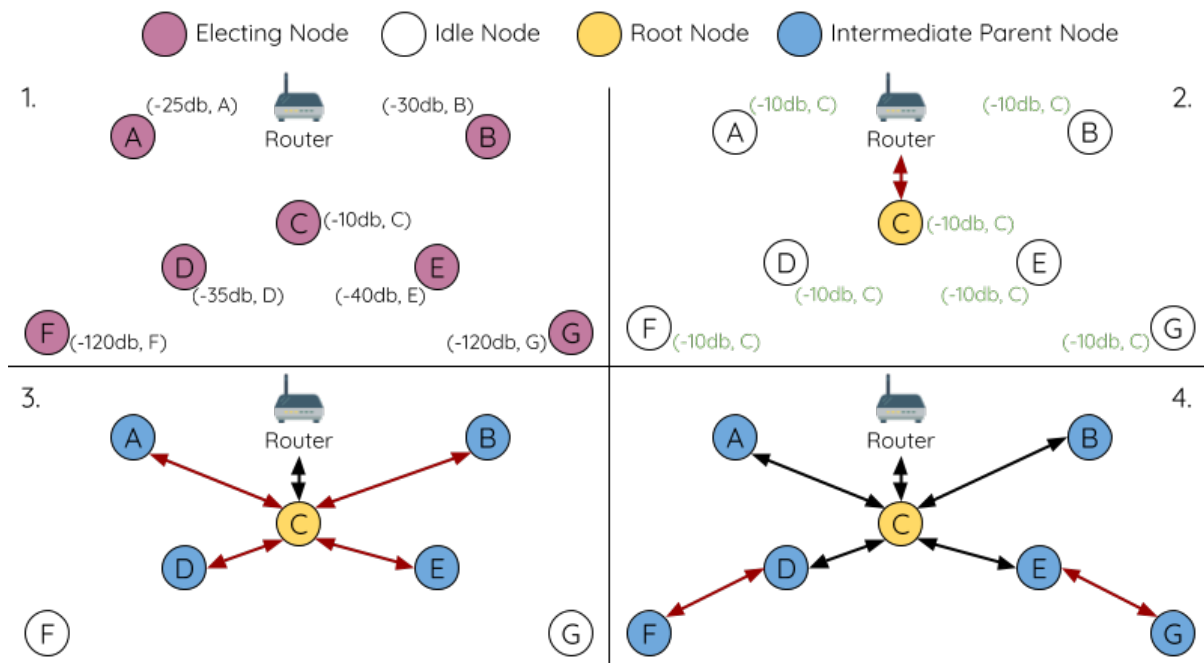 Electing Node
Idle Node
Root Node
Intermediate Parent Node
1.
(-25db, A)
(-30db, B)
A
Router
B
C
(-10db, C)
D
E
(-35db, D)
(-40db, E)
F
(-120db, F)
(-120db, G)
G
2.
(-10db, C)
(-10db, C)
A
Router
B
C
(-10db, C)
D
E
(-10db, C)
(-10db, C)
F
(-10db, C)
(-10db, C)
G
3.
A
Router
B
C
D
E
F
G
4.
A
Router
B
C
D
E
F
G